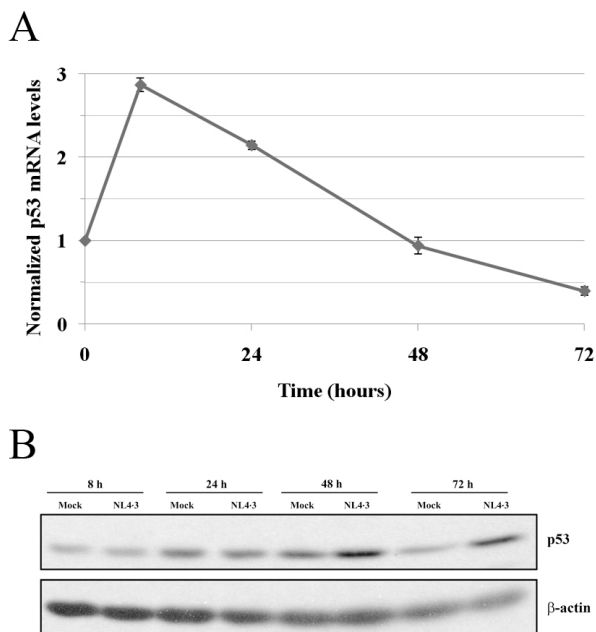 A
Normalized p53 mRNA levels
3
2
1
0
0 24 48 72
Time (hours)
B
8 h 24 h 48 h 72 h
Mock NL4-3 Mock NL4-3 Mock NL4-3 Mock NL4-3
p53
β-actin